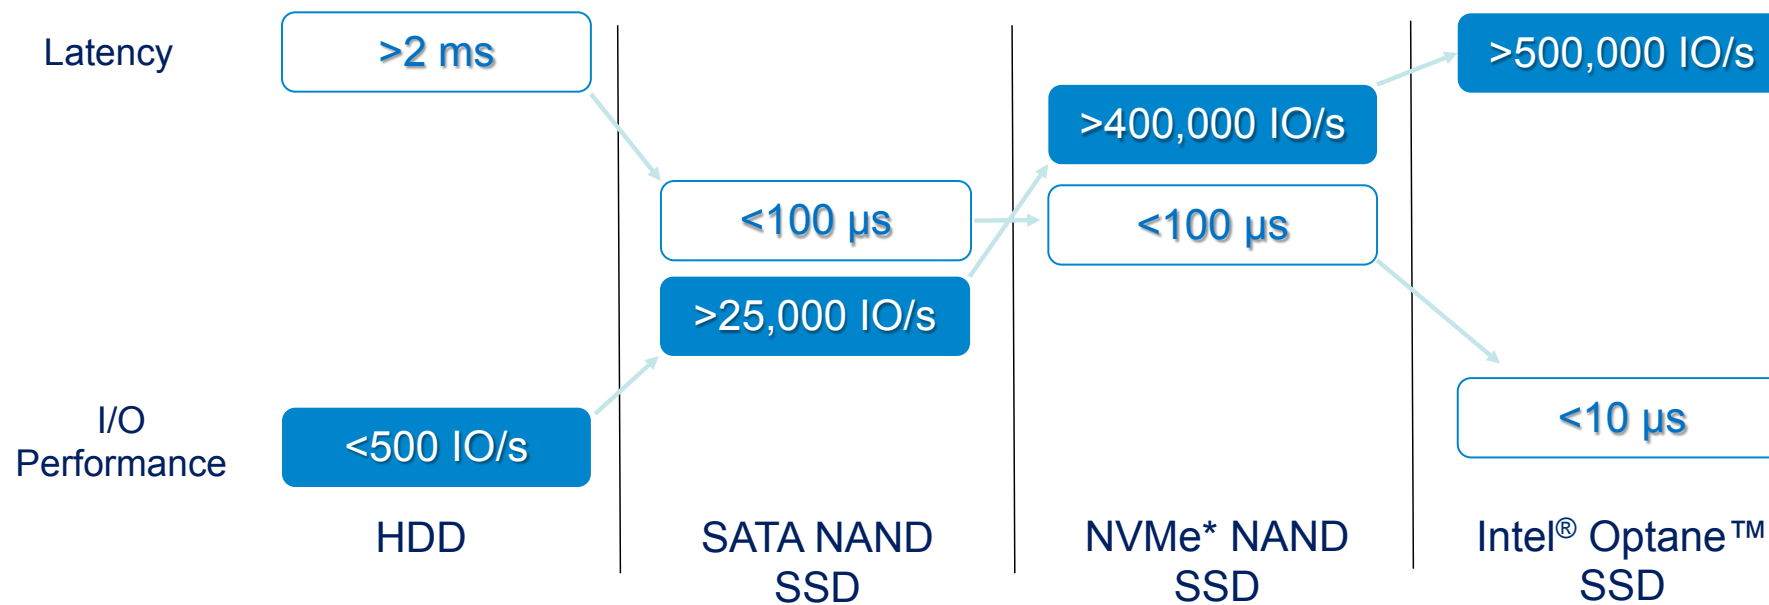 Latency
>2 ms
>500,000 IO/s
>400,000 IO/s
<100 µs
<100 µs
>25,000 IO/s
I/O
Performance
<500 IO/s
<10 µs
HDD
SATA NAND
SSD
NVMe* NAND
SSD
Intel® Optane™
SSD